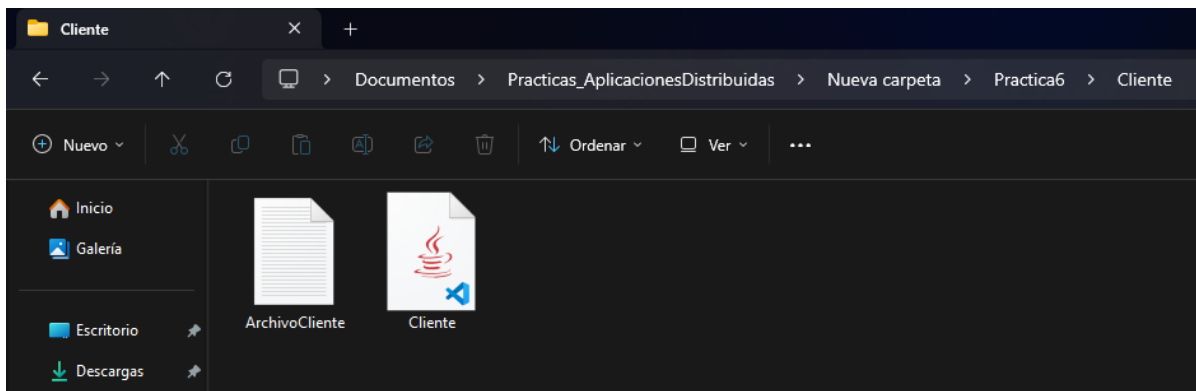 Cliente
Documentos > Practicas_AplicacionesDistribuidas > Nueva carpeta > Practica6 > Cliente
Nuevo Ordenar Ver
Inicio
Galería
Escritorio
Descargas
ArchivoCliente Cliente